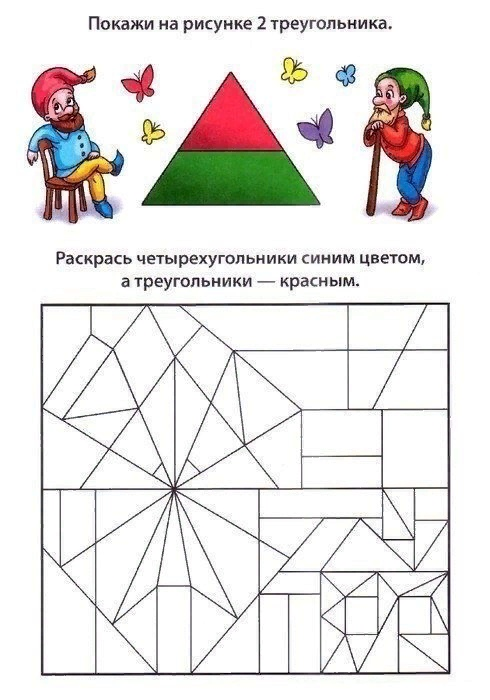 Покажи на рисунке 2 треугольника.
Раскрась четырехугольники синим цветом,
а треугольники — красным.